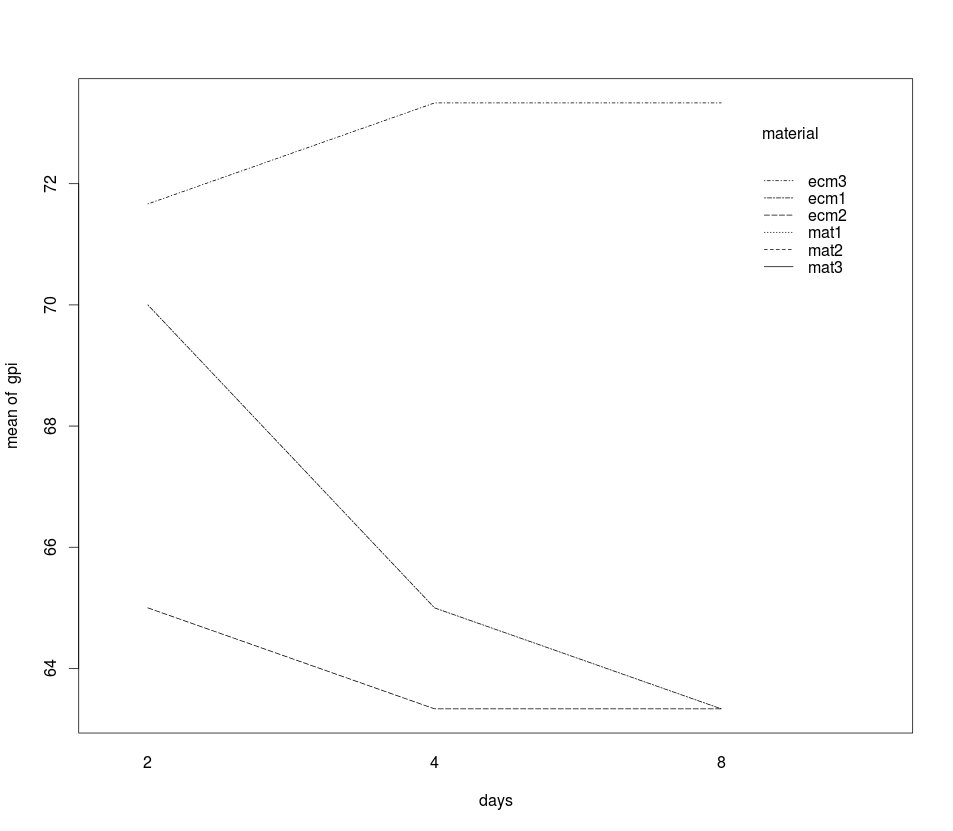 material
ecm3
ecm1
ecm2
mat1
mat2
mat3
72
70
68
66
64
mean of gpi
2 4 8
days